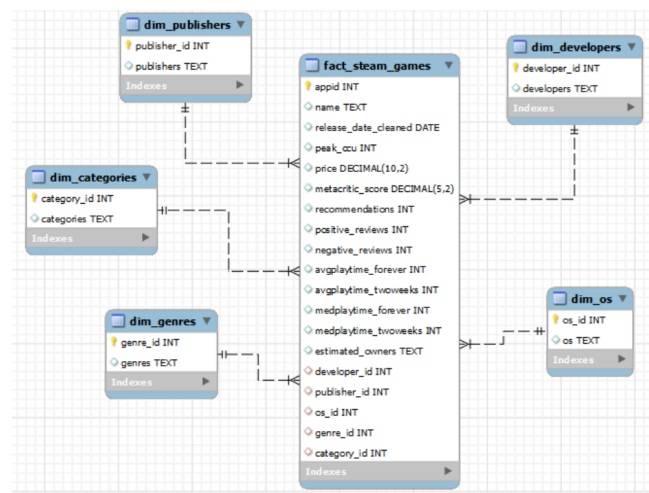 dim_publishers
publisher_id INT
publishers TEXT
Indexes
fact_steam_games
appid INT
name TEXT
release_date_cleaned DATE
peak_ccu INT
price DECIMAL(10,2)
metacritic_score DECIMAL(5,2)
recommendations INT
positive_reviews INT
negative_reviews INT
avgplaytime_forever INT
avgplaytime_twoweeks INT
medplaytime_forever INT
medplaytime_twoweeks INT
estimated_owners TEXT
developer_id INT
publisher_id INT
os_id INT
genre_id INT
category_id INT
Indexes
dim_developers
developer_id INT
developers TEXT
Indexes
dim_categories
category_id INT
categories TEXT
Indexes
dim_genres
genre_id INT
genres TEXT
Indexes
dim_os
os_id INT
os TEXT
Indexes